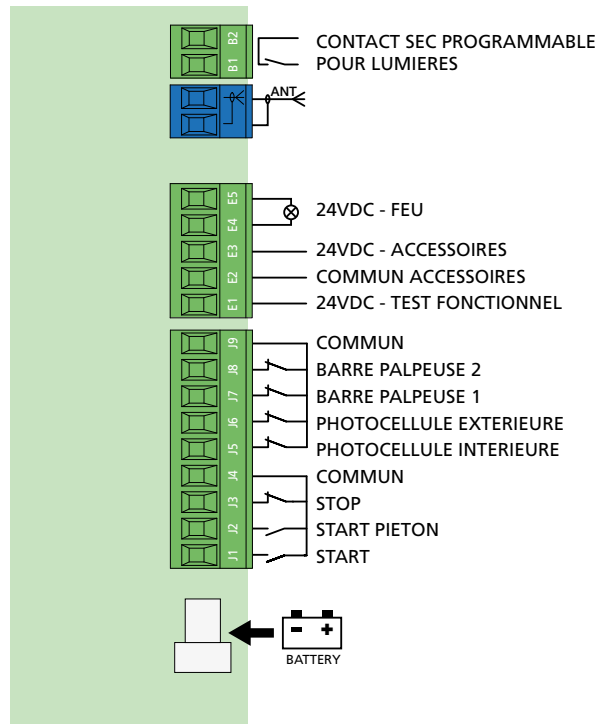 B2
CONTACT SEC PROGRAMMABLE
B1
POUR LUMIERES
ANT
E5
24VDC - FEU
E4
E3
24VDC - ACCESSOIRES
E2
COMMUN ACCESSOIRES
E1
24VDC - TEST FONCTIONNEL
J9
COMMUN
J8
BARRE PALPEUSE 2
J7
BARRE PALPEUSE 1
J6
PHOTOCELLULE EXTERIEURE
J5
PHOTOCELLULE INTERIEURE
J4
COMMUN
J3
STOP
J2
START PIETON
J1
START
- +
BATTERY